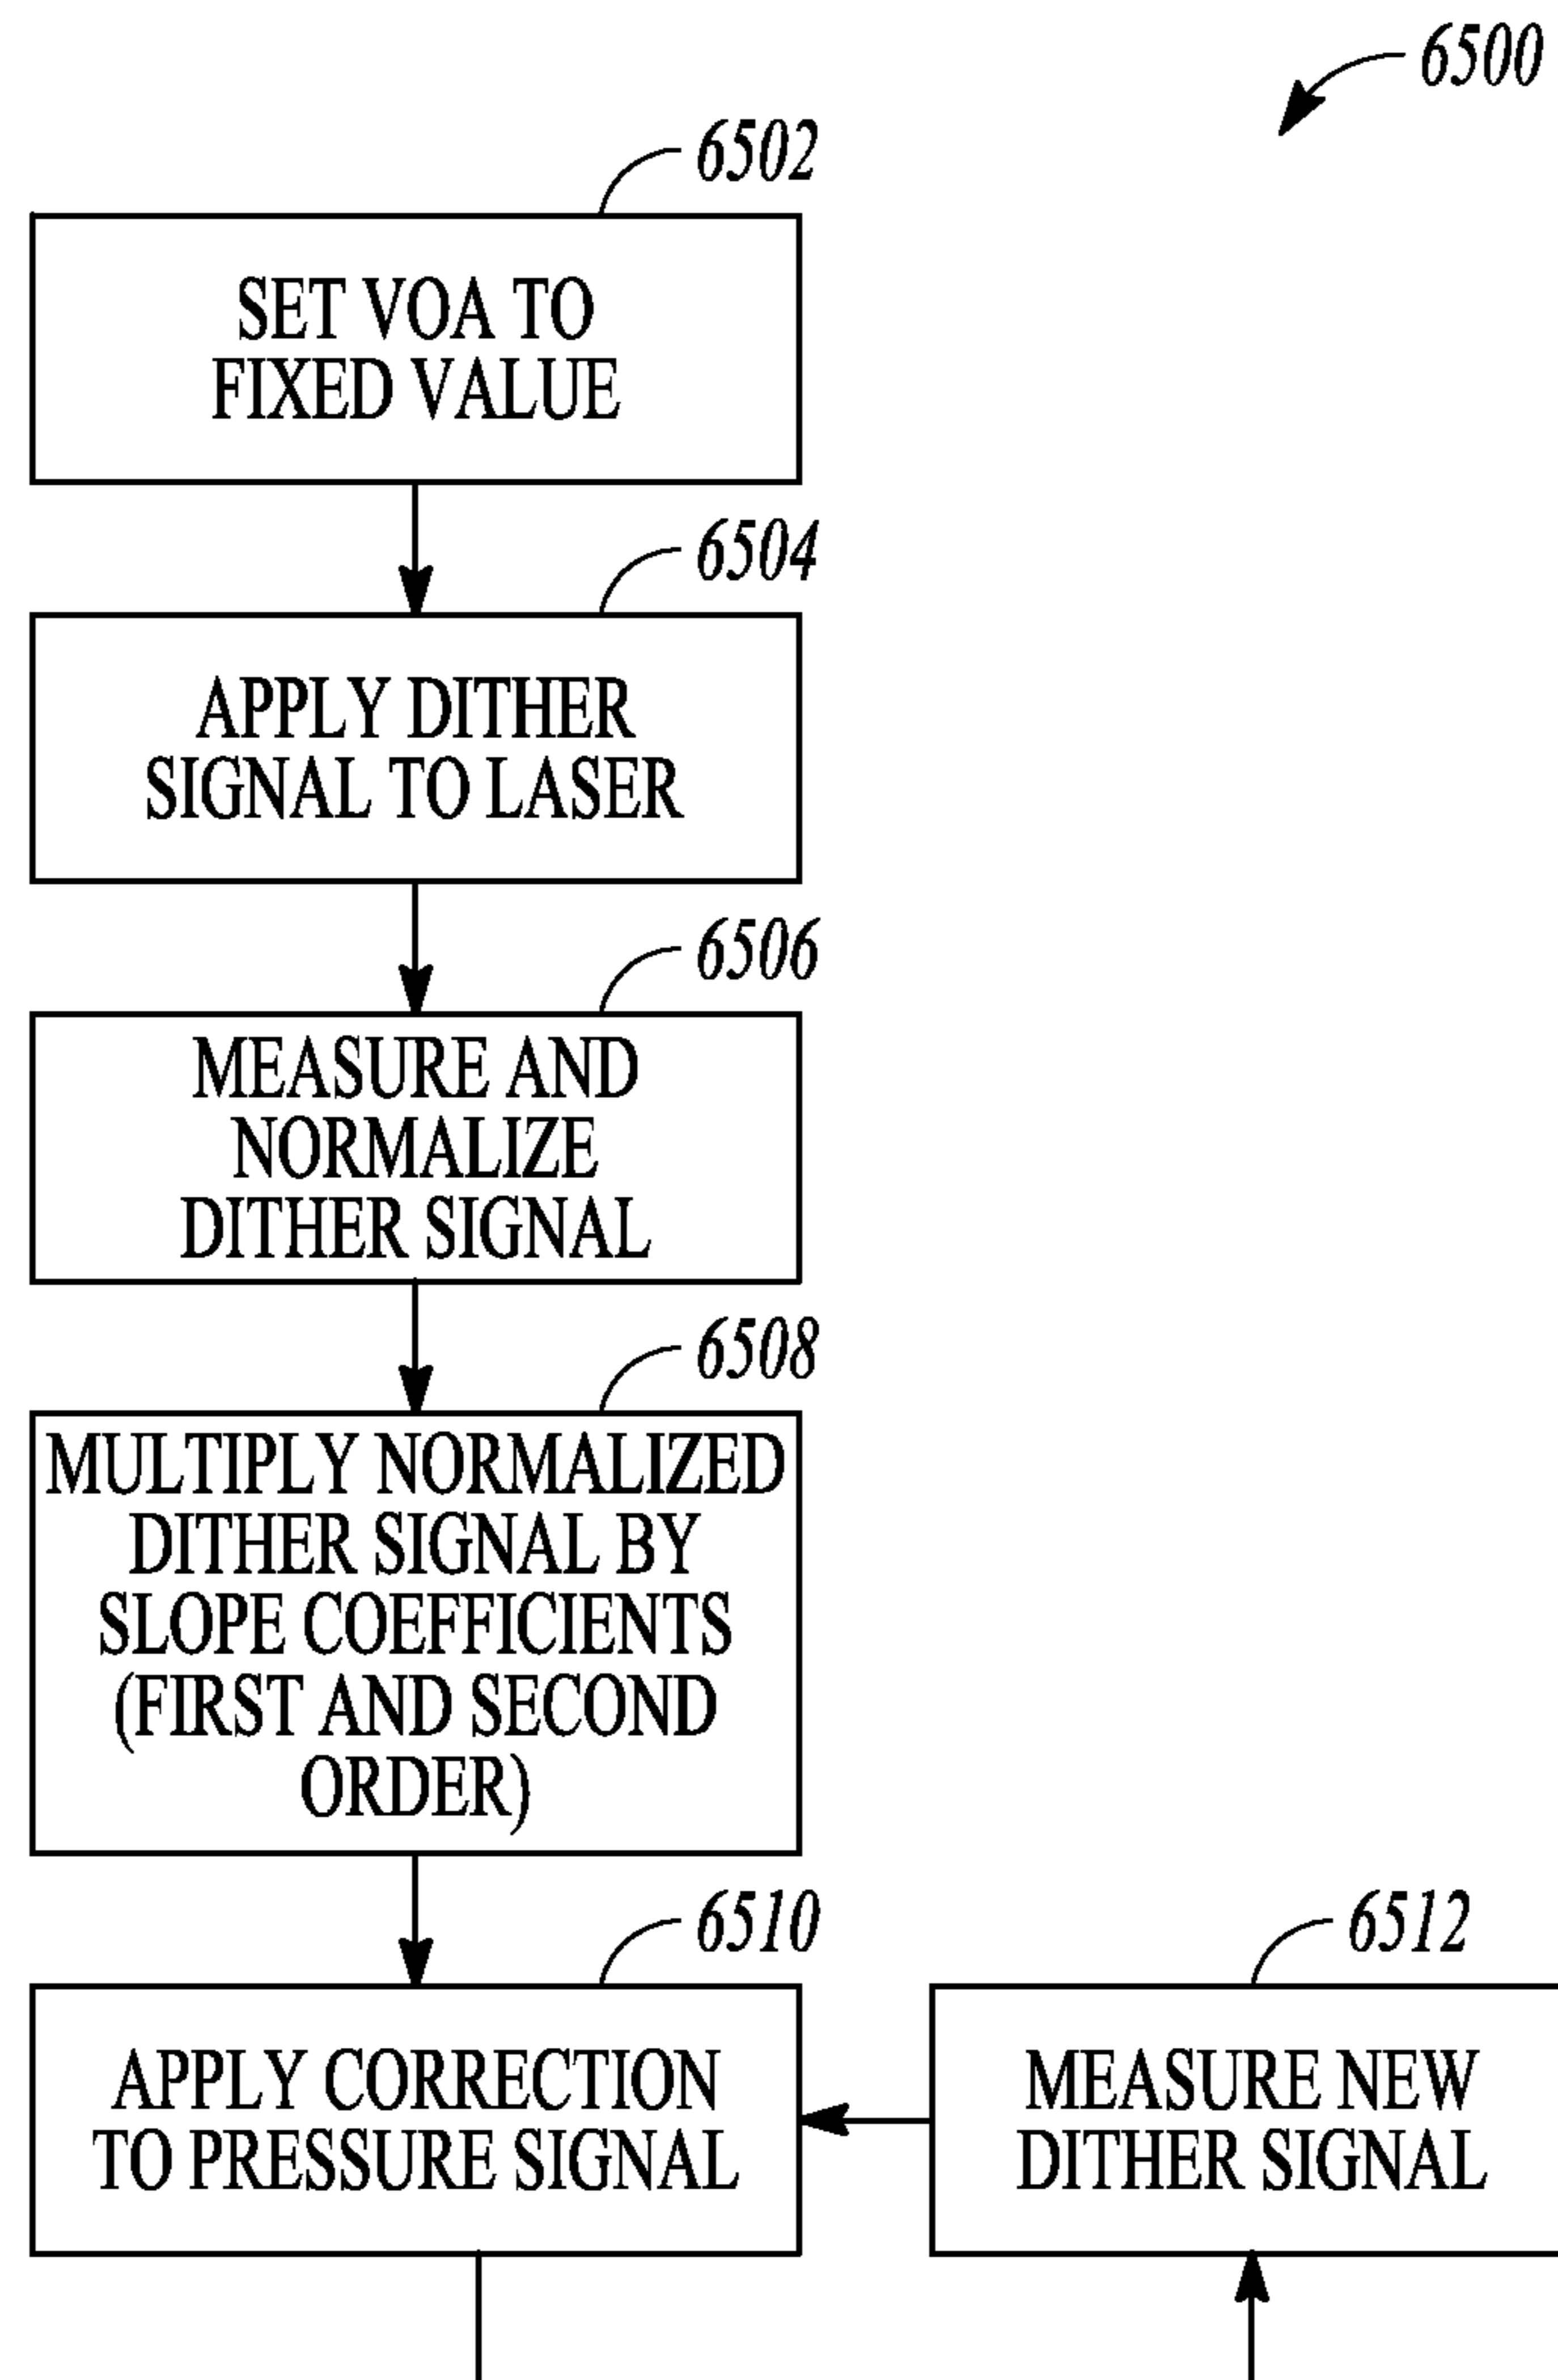 6500
6502
SET VOA TO
FIXED VALUE
6504
APPLY DITHER
SIGNAL TO LASER
6506
MEASURE AND
NORMALIZE
DITHER SIGNAL
6508
MULTIPLY NORMALIZED
DITHER SIGNAL BY
SLOPE COEFFICIENTS
(FIRST AND SECOND
ORDER)
6510
APPLY CORRECTION
TO PRESSURE SIGNAL
6512
MEASURE NEW
DITHER SIGNAL